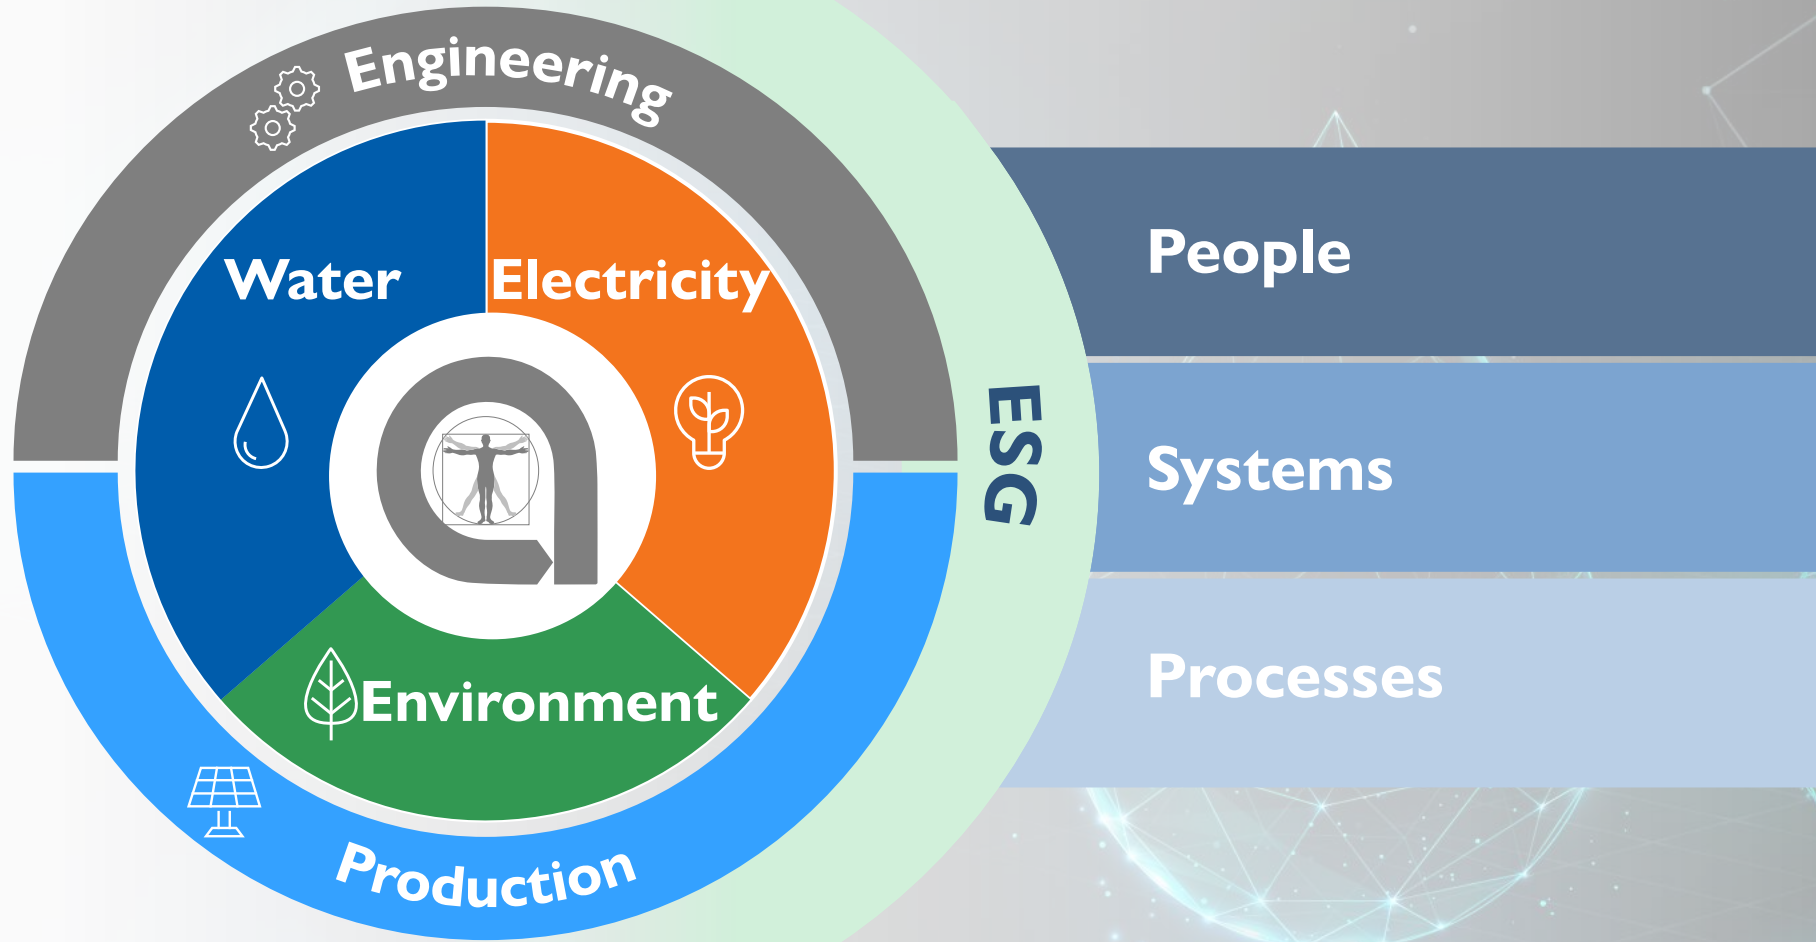 Engineering
Water
Electricity
Environment
Production
ESG
People
Systems
Processes